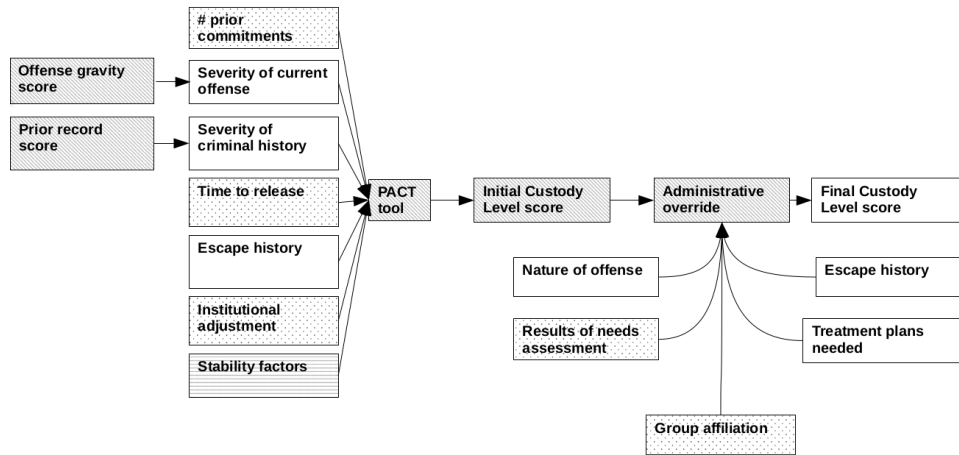 # prior
commitments
Offense gravity
score
Severity of current
offense
Prior record
score
Severity of
criminal history
Time to release
PACT
tool
Initial Custody
Level score
Administrative
override
Final Custody
Level score
Escape history
Nature of offense
Escape history
Institutional
adjustment
Results of needs
assessment
Treatment plans
needed
Stability factors
Group affiliation